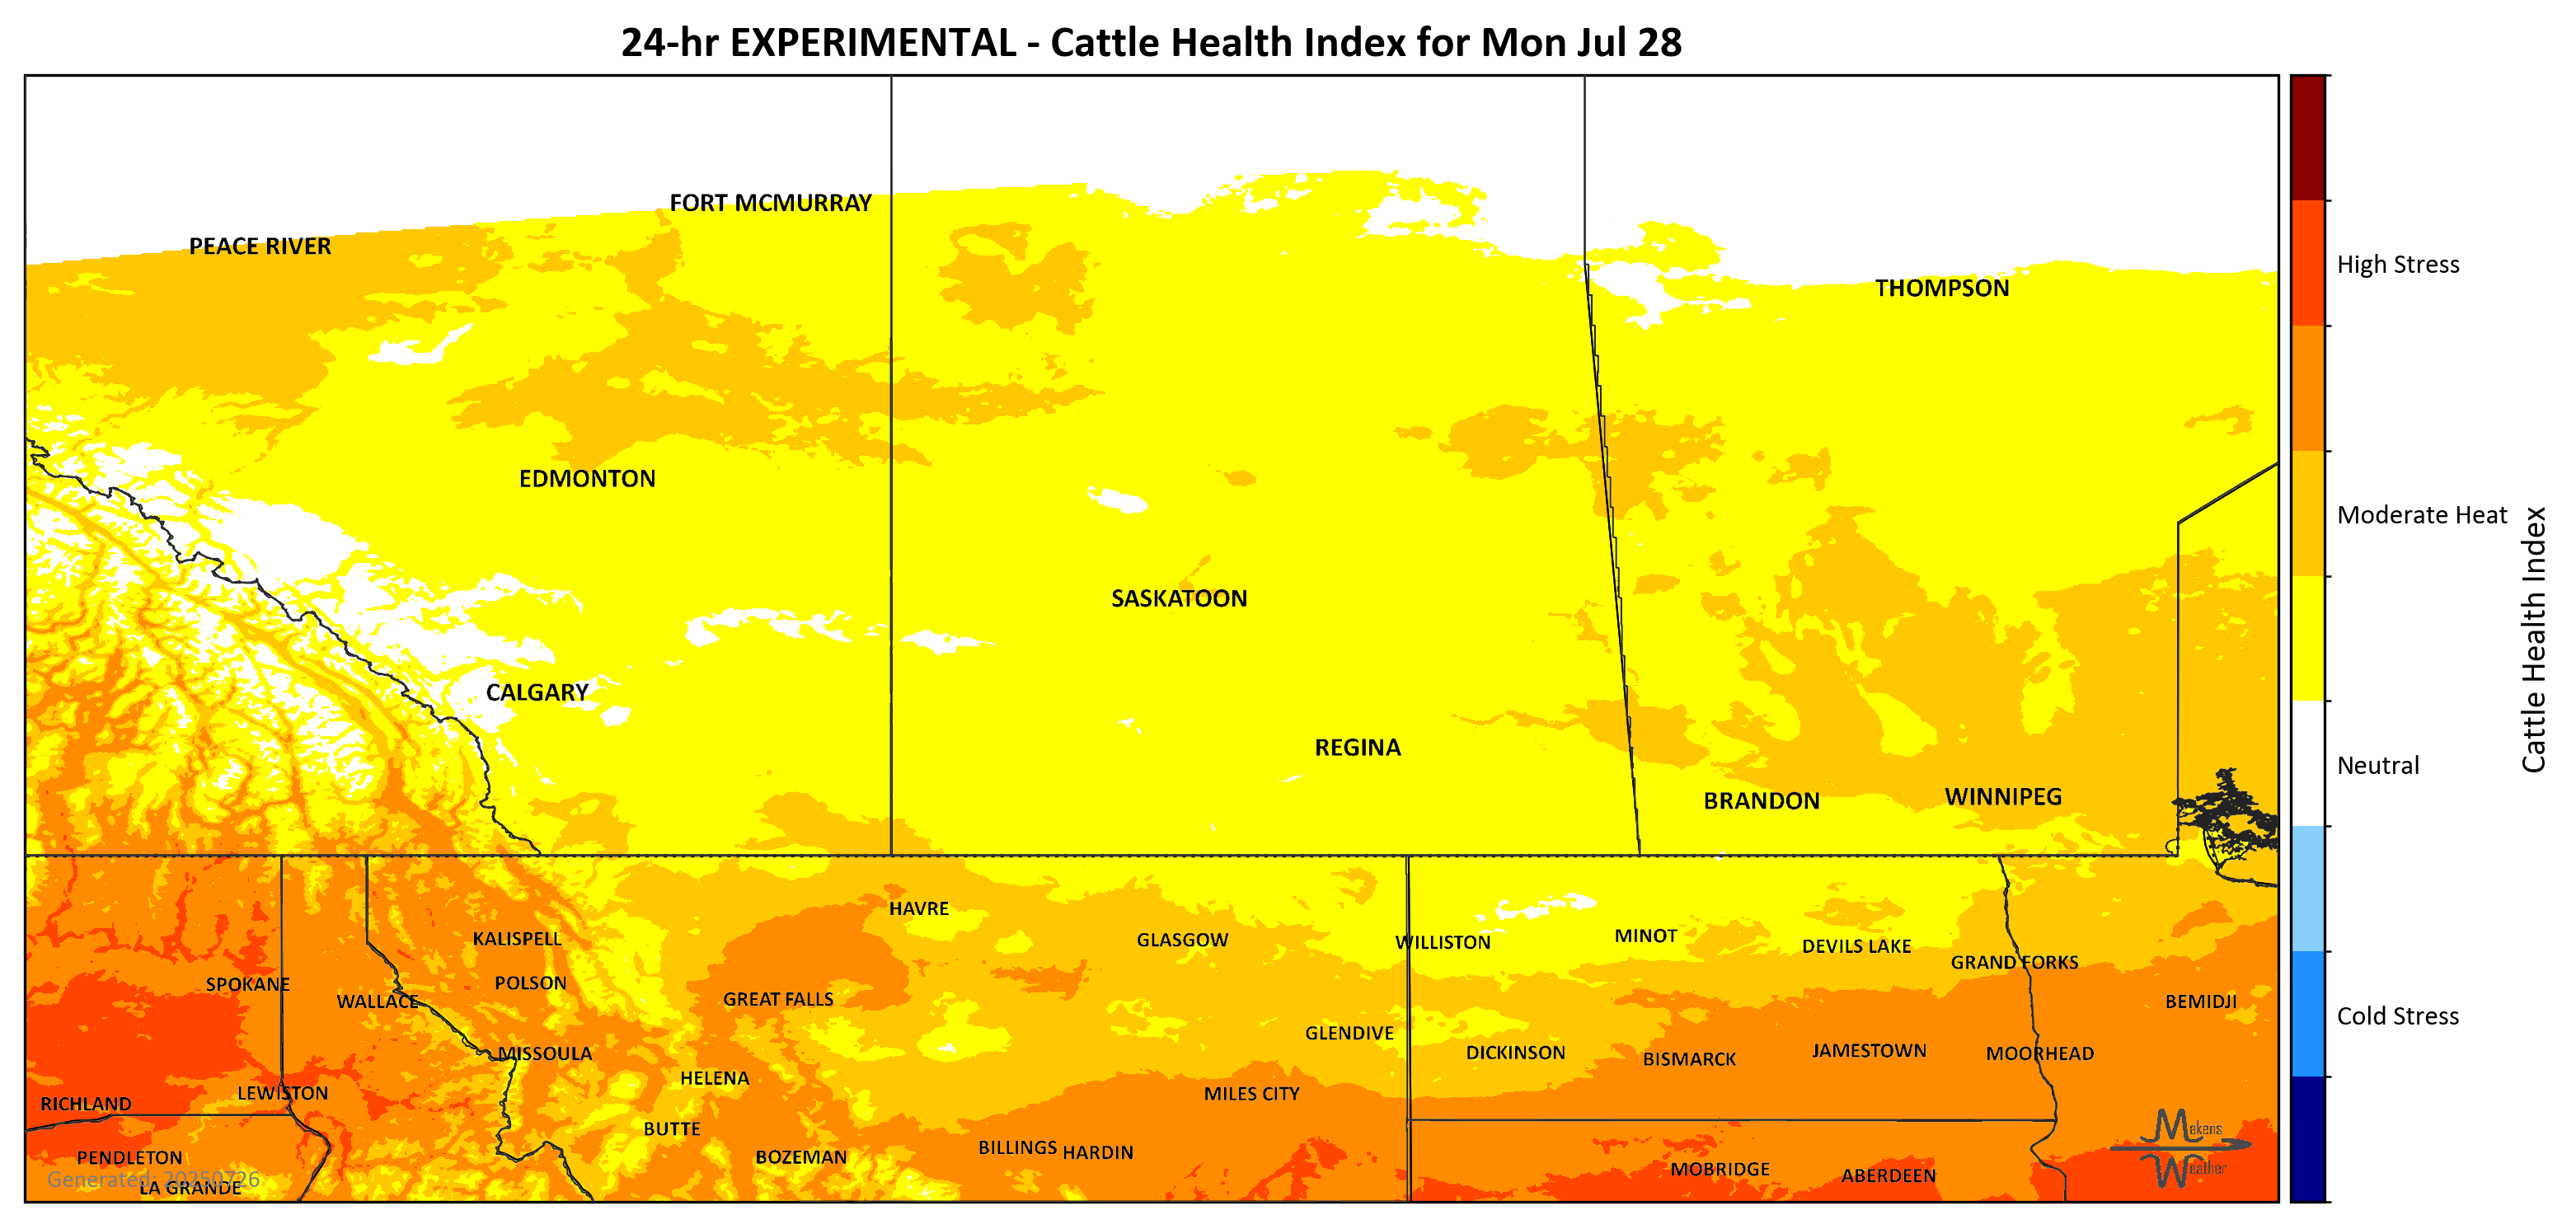 24-hr EXPERIMENTAL - Cattle Health Index for Mon Jul 28
FORT MCMURRAY
PEACE RIVER
THOMPSON
EDMONTON
SASKATOON
CALGARY
REGINA
BRANDON
WINNIPEG
HAVRE
KALISPELL
GLASGOW
WILLISTON
MINOT
DEVILS LAKE
GRAND FORKS
SPOKANE
POLSON
WALLACE
GREAT FALLS
BEMIDJI
GLENDIVE
MISSOULA
DICKINSON
BISMARCK
JAMESTOWN
MOORHEAD
HELENA
LEWISTON
MILES CITY
RICHLAND
BUTTE
BILLINGS
HARDIN
PENDLETON
BOZEMAN
MOBRIDGE
ABERDEEN
LA GRANDE
Generated: 20250726
Makens
Weather
High Stress
Moderate Heat
Neutral
Cold Stress
Cattle Health Index